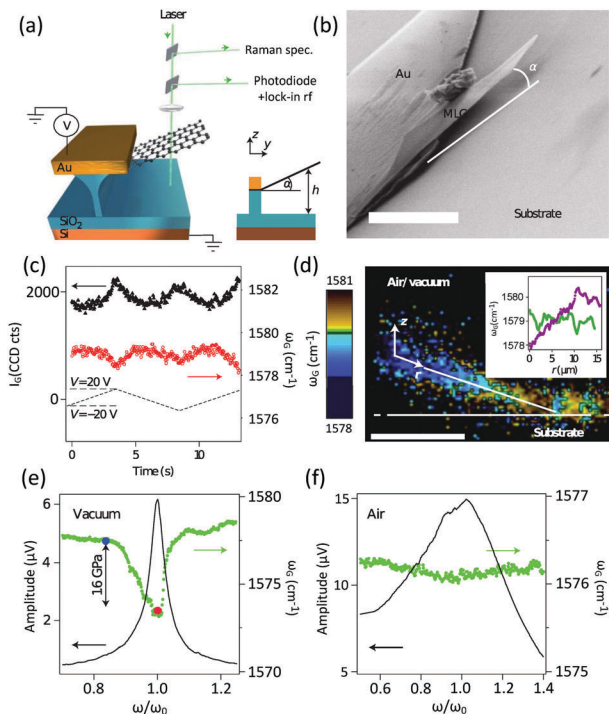 (a)
Laser
Raman spec.
Photodiode
+lock-in rf
V
Au
SiO2
Si
z
y
α
h
(b)
Au
α
MLG
Substrate
(c)
2000
0
IG(CCD cts)
1582
1580
1578
1576
ωG (cm-1)
V=20 V
V=−20 V
0
5
10
Time (s)
(d)
1581
1578
ωG (cm-1)
Air/vacuum
z
r
Substrate
1580
1579
1578
ωG(cm-1)
0
5
10
15
r(μm)
(e)
Vacuum
6
4
2
Amplitude (μV)
16 GPa
1580
1575
1570
ωG (cm-1)
0.8
1.0
1.2
ω/ω0
(f)
Air
15
10
5
Amplitude (μV)
1577
1576
1575
ωG (cm-1)
0.6
0.8
1.0
1.2
1.4
ω/ω0